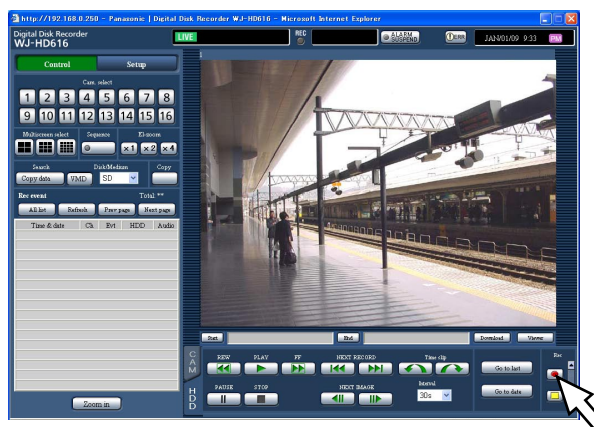 http://192.168.0.250 - Panasonic | Digital Disk Recorder WJ-HD616 - Microsoft Internet Explorer
Digital Disk Recorder
WJ-HD616
LIVE
REC
ALARM
SUSPEND
ERR
JAN/01/09 9:33 PM
Control Setup
Cam. select
1 2 3 4 5 6 7 8
9 10 11 12 13 14 15 16
Multiscreen select Sequence El-zoom
x1 x2 x4
Search Disk/Medium Copy
Copy data VMD SD
Rec event Total: **
All list Refresh Prev page Next page
Time & date Ch Evt HDD Audio
Zoom in
Start End Download Viewer
CAM
HDD
REW PLAY FF NEXT RECORD Time slip Rec
Go to last
PAUSE STOP NEXT IMAGE Interval
30s
Go to date